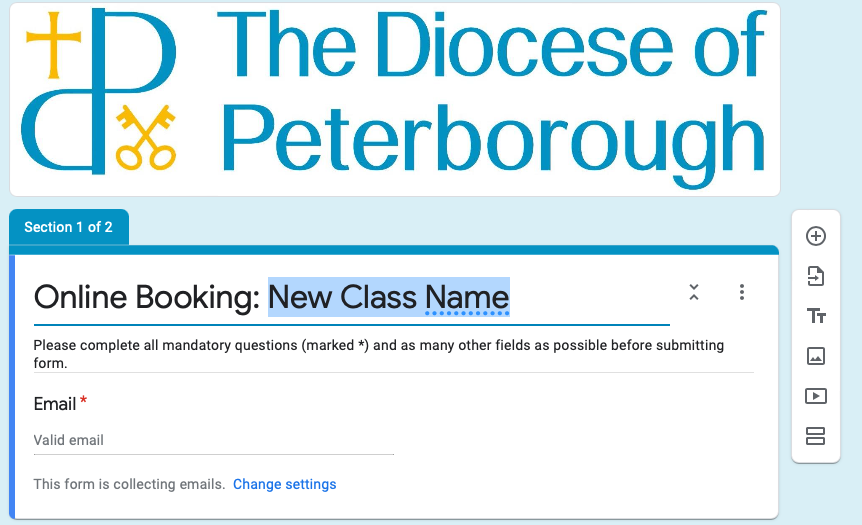 The Diocese of
Peterborough
Section 1 of 2
Online Booking: New Class Name
Please complete all mandatory questions (marked *) and as many other fields as possible before submitting
form.
Email *
Valid email
This form is collecting emails. Change settings
Tт